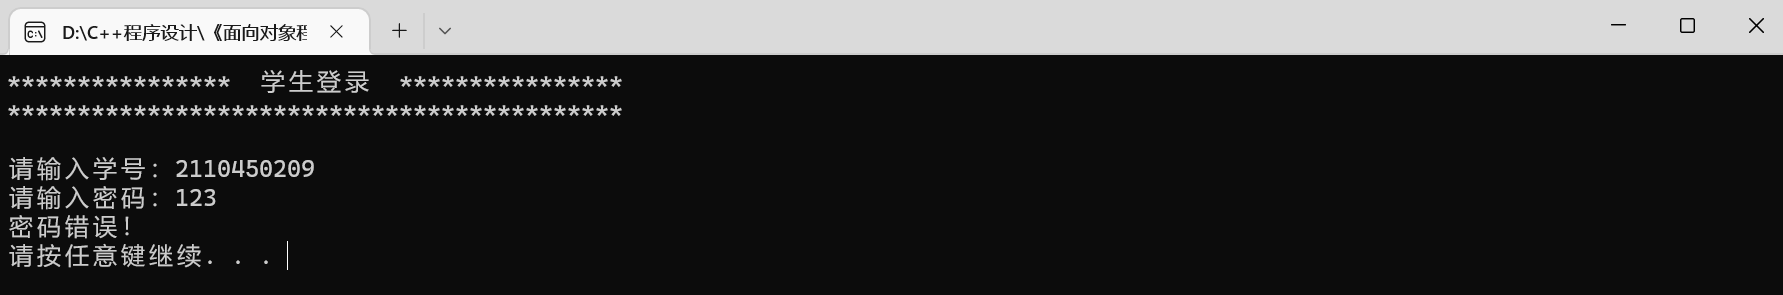 D:\C++程序设计\《面向对象程
**************** 学生登录 ****************
********************************************
请输入学号：2110450209
请输入密码：123
密码错误！
请按任意键继续. . .